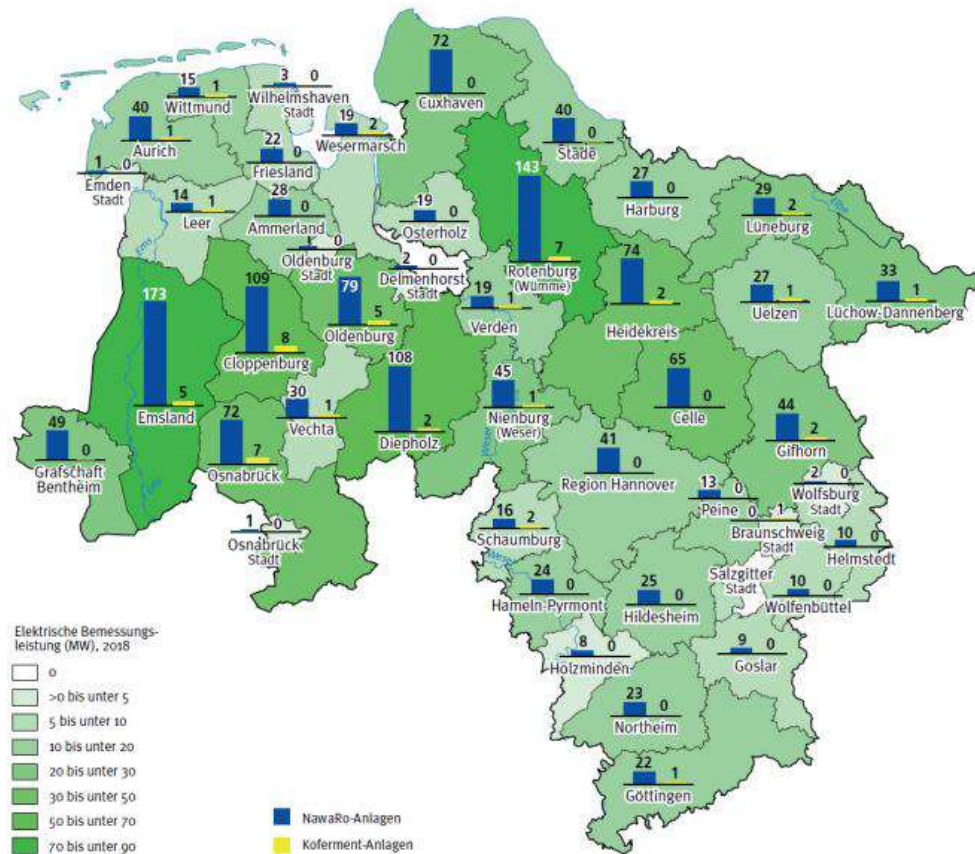 72
0
Cuxhaven
15
1
Wittmund
3
0
Wilhelmshaven
Stadt
40
1
Aurich
19
2
Wesermarsch
40
0
Stade
22
0
Friesland
1
0
Emden
Stadt
143
7
Rotenburg
(Wümme)
14
1
Leer
28
0
Ammerland
19
0
Osterholz
27
0
Harburg
29
2
Lüneburg
Elbe
Ems
1
0
Oldenburg
Stadt
2
0
Delmenhorst
Stadt
74
2
Heidekreis
173
5
Emsland
109
8
Cloppenburg
79
5
Oldenburg
19
1
Verden
27
1
Uelzen
33
1
Lüchow-Dannenberg
108
2
Diepholz
45
1
Nienburg
(Weser)
Weser
65
0
Celle
30
1
Vechta
49
0
Grafschaft
Bentheim
72
7
Osnabrück
Ems
44
2
Gifhorn
41
0
Region Hannover
13
0
Peine
2
0
Wolfsburg
Stadt
0
1
Braunschweig
Stadt
1
0
Osnabrück
Stadt
16
2
Schaumburg
Weser
10
0
Helmstedt
24
0
Hameln-Pyrmont
25
0
Hildesheim
Salzgitter
Stadt
10
0
Wolfenbüttel
8
0
Holzminden
9
0
Goslar
23
0
Northeim
22
1
Göttingen
Elektrische Bemessungs-
leistung (MW), 2018
0
>0 bis unter 5
5 bis unter 10
10 bis unter 20
20 bis unter 30
30 bis unter 50
50 bis unter 70
70 bis unter 90
NawaRo-Anlagen
Koferment-Anlagen